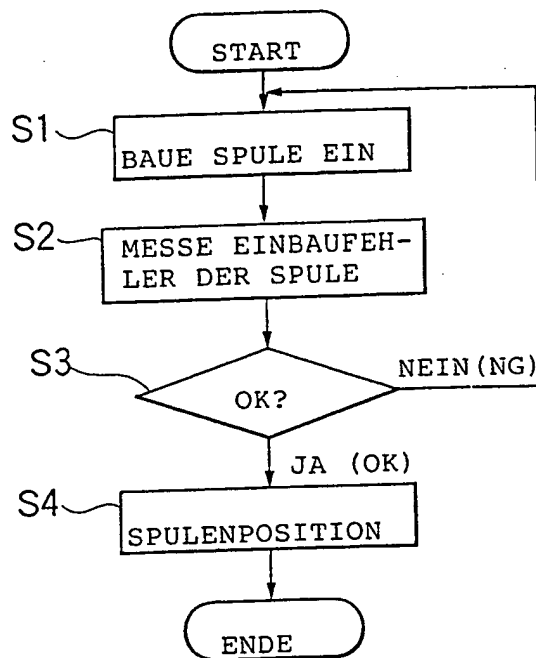 START
S1
BAUE SPULE EIN
S2
MESSE EINBAUFEH-
LER DER SPULE
S3
OK?
NEIN(NG)
JA (OK)
S4
SPULENPOSITION
ENDE